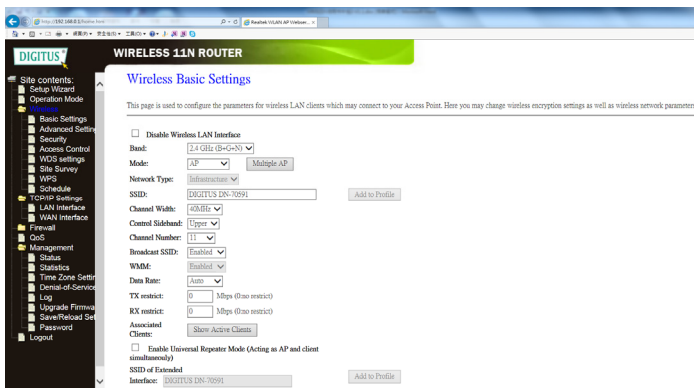 http://192.168.0.1/home.htm
Realtek WLAN AP Webser...
DIGITUS
WIRELESS 11N ROUTER
Site contents:
Setup Wizard
Operation Mode
Wireless
Basic Settings
Advanced Setting
Security
Access Control
WDS settings
Site Survey
WPS
Schedule
TCP/IP Settings
LAN Interface
WAN Interface
Firewall
QoS
Management
Status
Statistics
Time Zone Settin
Denial-of-Service
Log
Upgrade Firmwa
Save/Reload Set
Password
Logout
Wireless Basic Settings
This page is used to configure the parameters for wireless LAN clients which may connect to your Access Point. Here you may change wireless encryption settings as well as wireless network parameters
Disable Wireless LAN Interface
Band: 2.4 GHz (B+G+N)
Mode: AP Multiple AP
Network Type: Infrastructure
SSID: DIGITUS DN-70591 Add to Profile
Channel Width: 40MHz
Control Sideband: Upper
Channel Number: 11
Broadcast SSID: Enabled
WMM: Enabled
Data Rate: Auto
TX restrict: 0 Mbps (0:no restrict)
RX restrict: 0 Mbps (0:no restrict)
Associated
Clients: Show Active Clients
Enable Universal Repeater Mode (Acting as AP and client
simultaneouly)
SSID of Extended
Interface: DIGITUS DN-70591 Add to Profile